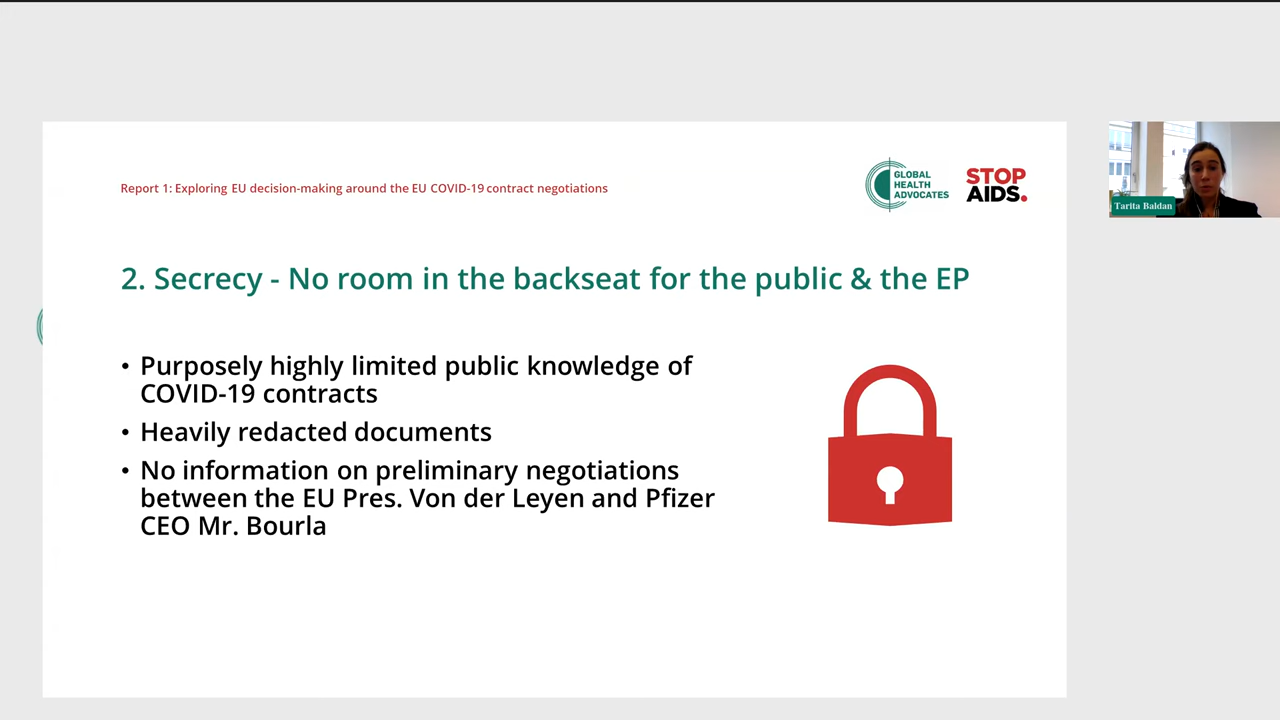 Report 1: Exploring EU decision-making around the EU COVID-19 contract negotiations
GLOBAL
HEALTH
ADVOCATES
STOP
AIDS.
Tarita Baldan
2. Secrecy - No room in the backseat for the public & the EP
• Purposely highly limited public knowledge of
COVID-19 contracts
• Heavily redacted documents
• No information on preliminary negotiations
between the EU Pres. Von der Leyen and Pfizer
CEO Mr. Bourla